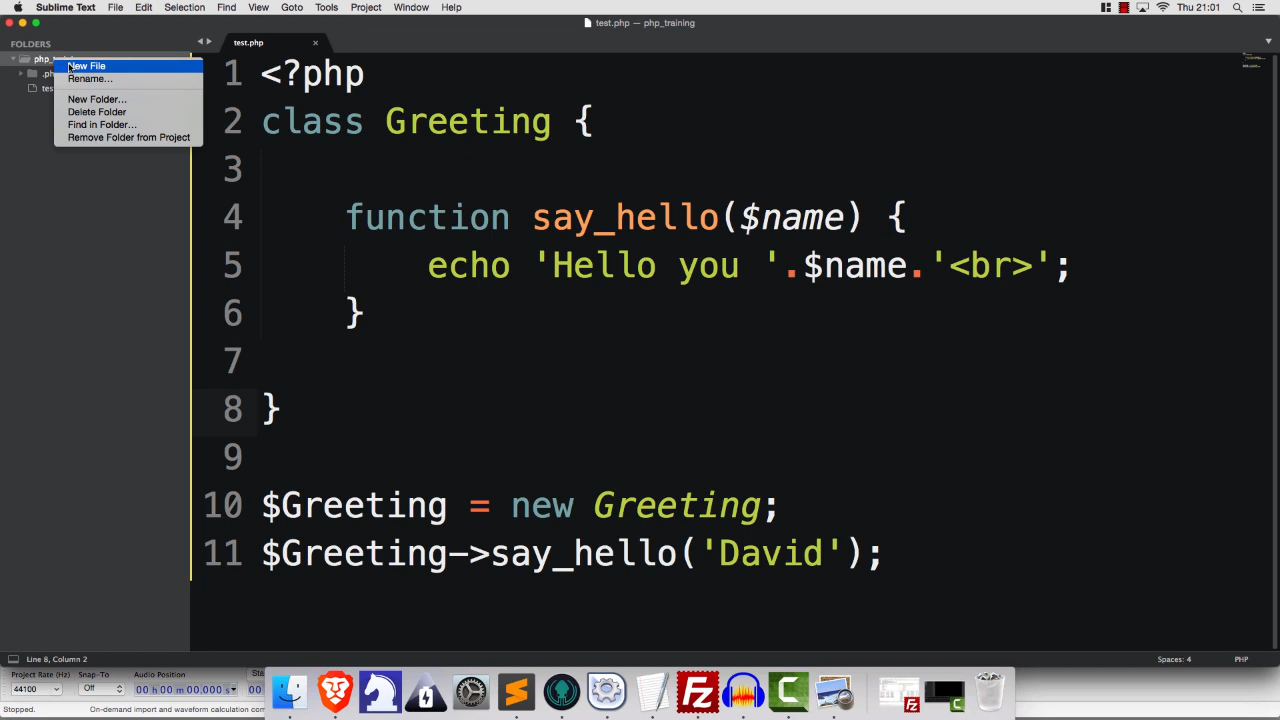 Sublime Text File Edit Selection Find View Goto Tools Project Window Help Thu 21:01
test.php — php_training
FOLDERS
test.php
New File
Rename...
New Folder...
Delete Folder
Find in Folder...
Remove Folder from Project
1 <?php
2 class Greeting {
3
4 function say_hello($name) {
5 echo 'Hello you '.$name.'<br>';
6 }
7
8 }
9
10 $Greeting = new Greeting;
11 $Greeting->say_hello('David');
Line 8, Column 2 Spaces: 4 PHP
Project Rate (Hz) Snap-To Audio Position
44100 Off 00 h 00 m 00.000 s 00
Stopped. On-demand import and waveform calculation